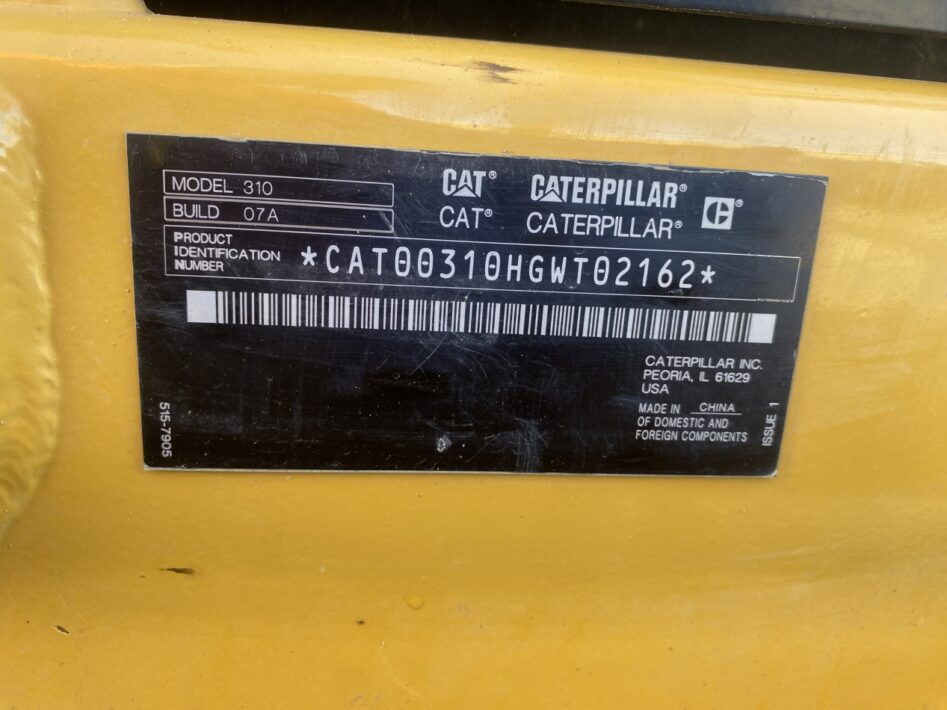 MODEL 310
BUILD 07A
CAT® CATERPILLAR®
CAT® CATERPILLAR®
C ®
PRODUCT
IDENTIFICATION
NUMBER
*CAT00310HGWT02162*
CATERPILLAR INC.
PEORIA, IL 61629
USA
MADE IN CHINA
OF DOMESTIC AND
FOREIGN COMPONENTS
515-7905
ISSUE 1